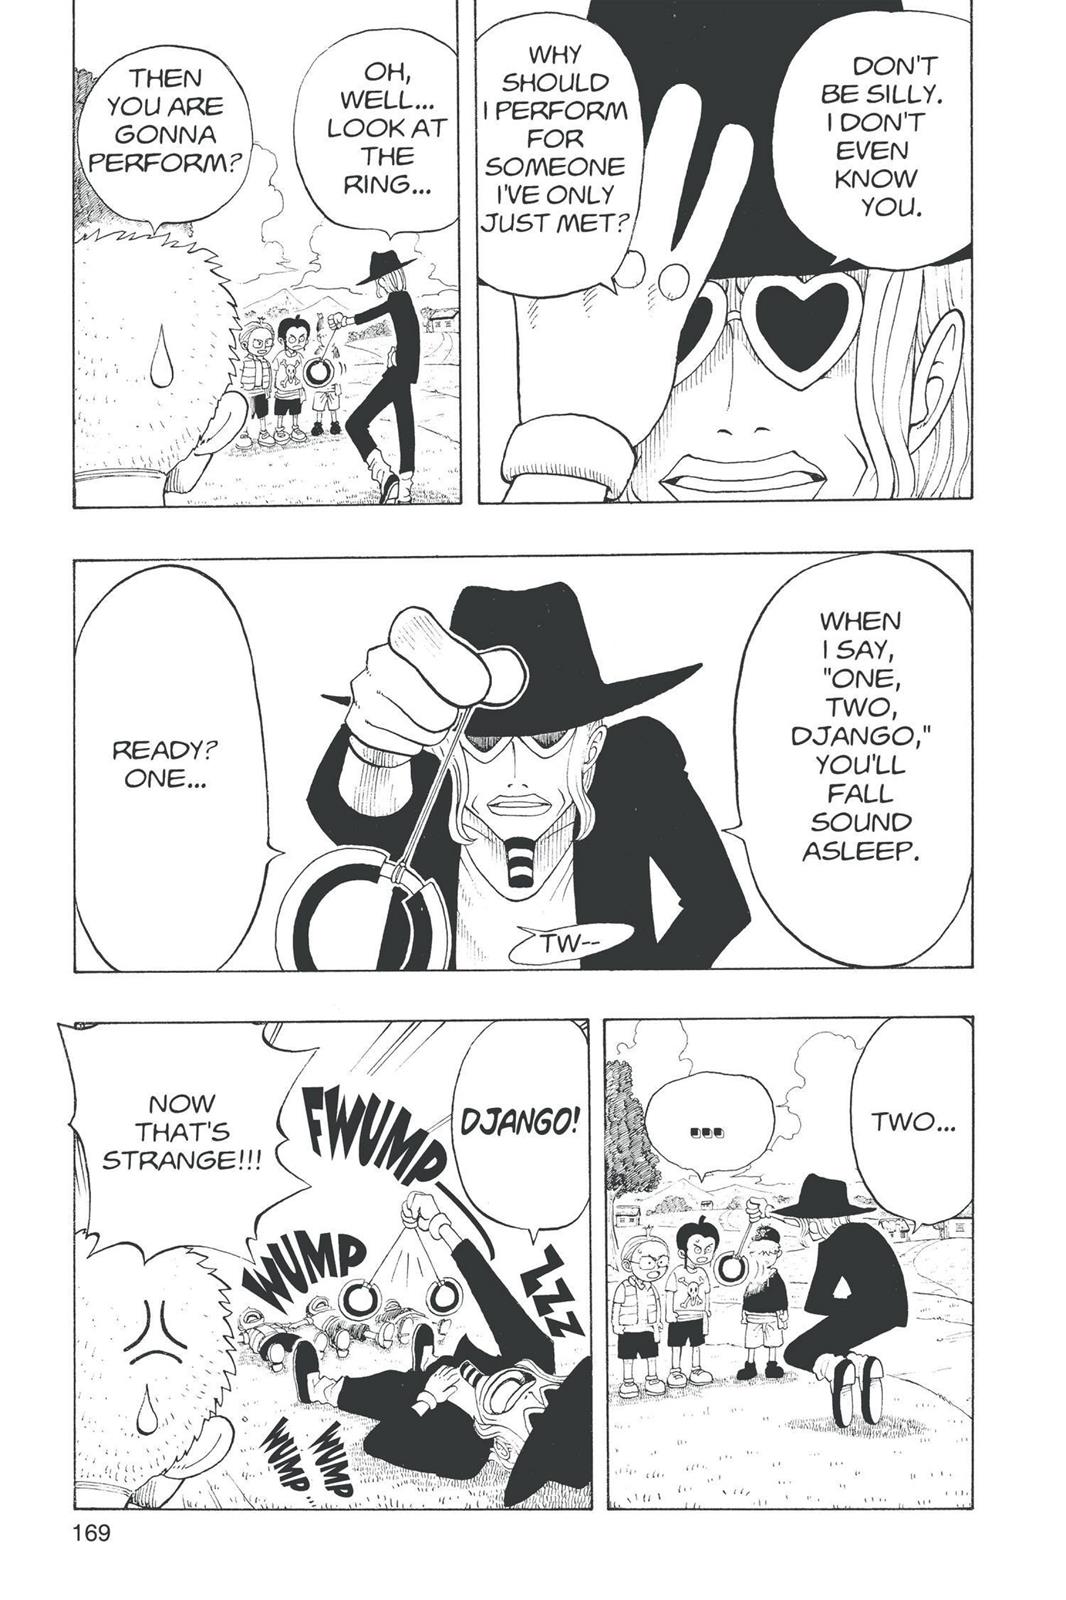 DON'T
BE SILLY.
I DON'T
EVEN
KNOW
YOU.
WHY
SHOULD
I PERFORM
FOR
SOMEONE
I'VE ONLY
JUST MET?
OH,
WELL...
LOOK AT
THE
RING...
THEN
YOU ARE
GONNA
PERFORM?
WHEN
I SAY,
"ONE,
TWO,
DJANGO,"
YOU'LL
FALL
SOUND
ASLEEP.
READY?
ONE...
TW--
TWO...
...
DJANGO!
FWUMP
ZZZ
WUMP
WUMP
WUMP...
NOW
THAT'S
STRANGE!!!
169